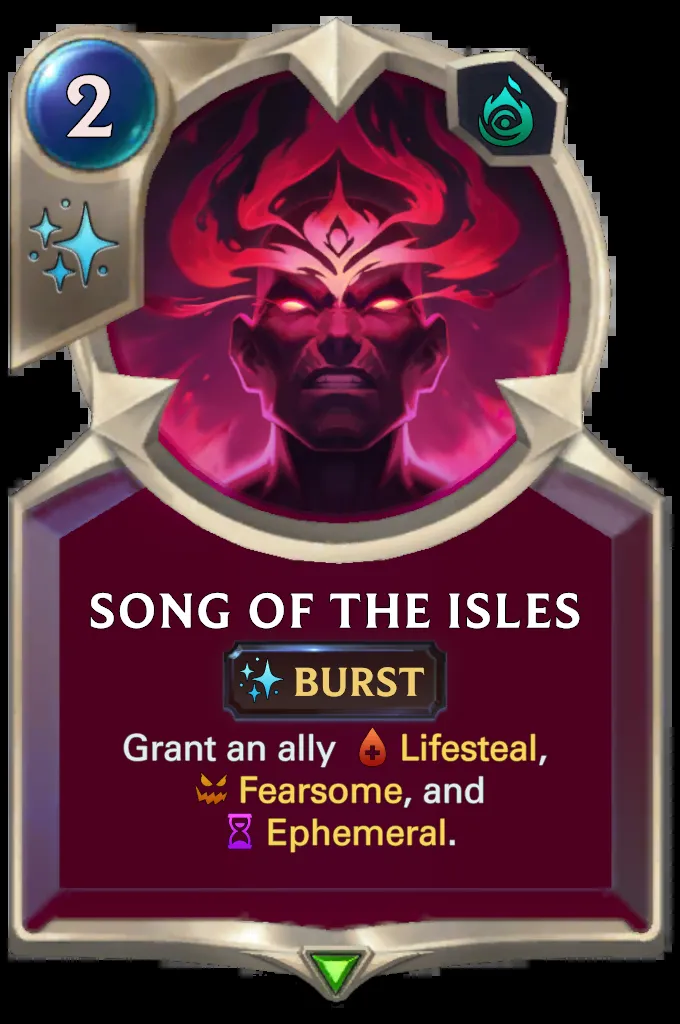 2
SONG OF THE ISLES
BURST
Grant an ally Lifesteal,
Fearsome, and
Ephemeral.